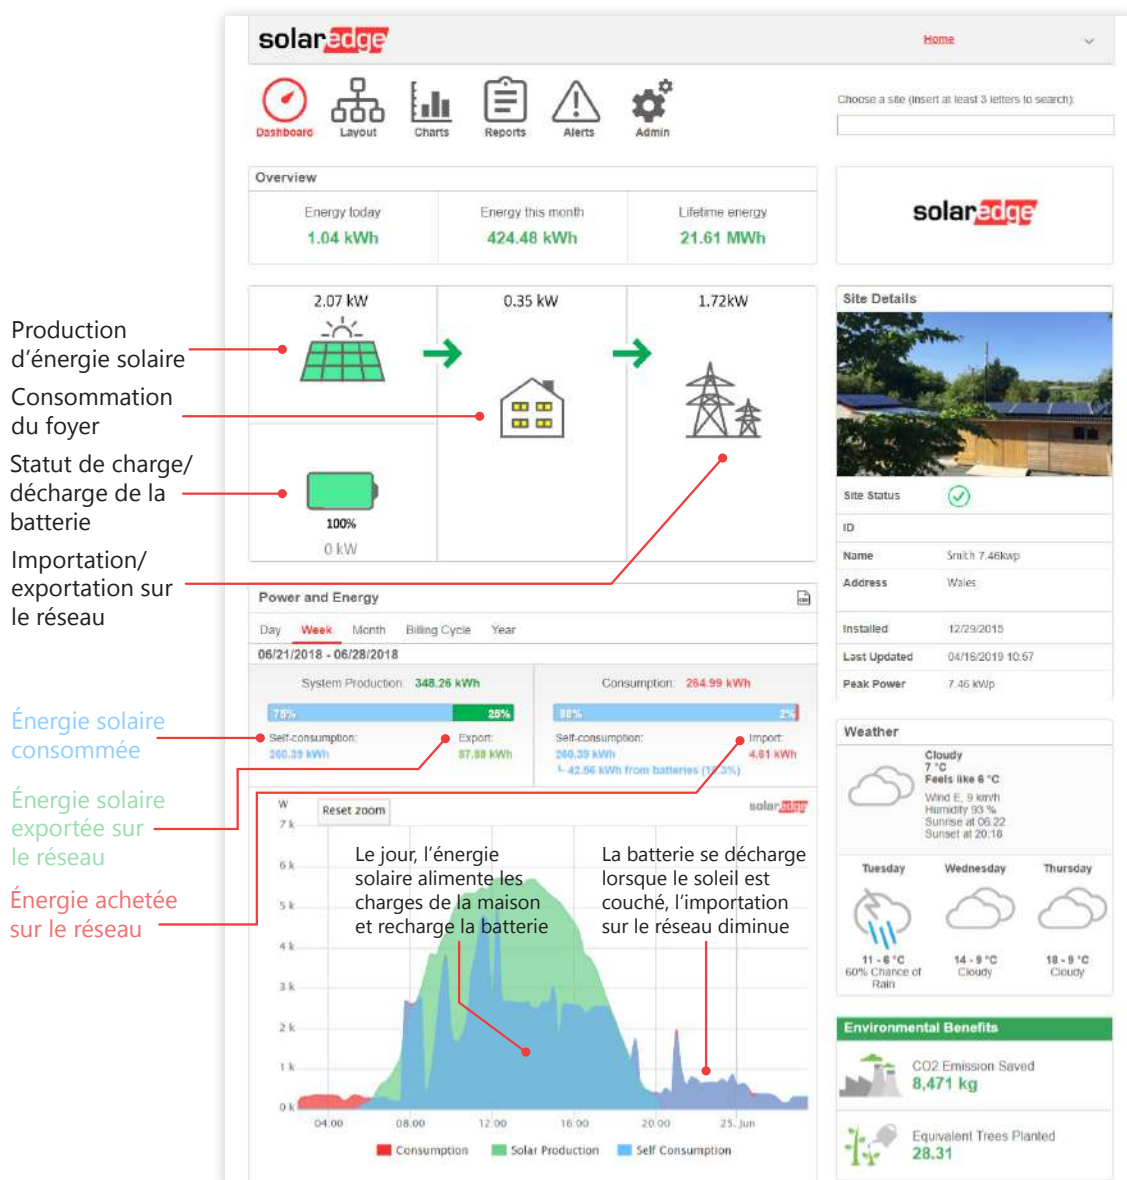 solaredge
Home
Dashboard
Layout
Charts
Reports
Alerts
Admin
Choose a site (insert at least 3 letters to search):
Overview
Energy today
1.04 kWh
Energy this month
424.48 kWh
Lifetime energy
21.61 MWh
solaredge
2.07 kW
0.35 kW
1.72kW
100%
0 kW
Production
d’énergie solaire
Consommation
du foyer
Statut de charge/
décharge de la
batterie
Importation/
exportation sur
le réseau
Site Details
Site Status
ID
Name Smith 7.46kwp
Address Wales
Installed 12/29/2015
Last Updated 04/16/2019 10:57
Peak Power 7.46 kWp
Power and Energy
Day Week Month Billing Cycle Year
06/21/2018 - 06/28/2018
System Production: 348.26 kWh
75% 25%
Self-consumption: Export:
260.39 kWh 87.88 kWh
Consumption: 264.99 kWh
98% 2%
Self-consumption: Import:
260.39 kWh 4.61 kWh
42.56 kWh from batteries (16.3%)
Énergie solaire
consommée
Énergie solaire
exportée sur
le réseau
Énergie achetée
sur le réseau
W
Reset zoom
solaredge
7 k
6 k
5 k
4 k
3 k
2 k
1 k
0 k
Le jour, l’énergie
solaire alimente les
charges de la maison
et recharge la batterie
La batterie se décharge
lorsque le soleil est
couché, l’importation
sur le réseau diminue
04:00 08:00 12:00 16:00 20:00 25. Jun
Consumption Solar Production Self Consumption
Weather
Cloudy
7 °C
Feels like 6 °C
Wind E, 9 km/h
Humidity 93 %
Sunrise at 06:22
Sunset at 20:18
Tuesday
11 - 6 °C
60% Chance of
Rain
Wednesday
14 - 9 °C
Cloudy
Thursday
18 - 9 °C
Cloudy
Environmental Benefits
CO2 Emission Saved
8,471 kg
Equivalent Trees Planted
28.31